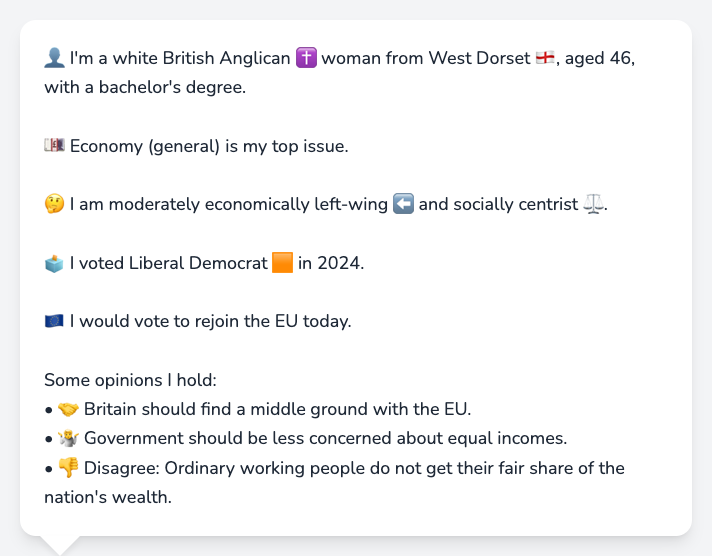 👤 I'm a white British Anglican ✝️ woman from West Dorset 🏴󠁧󠁢󠁥󠁮󠁧󠁿, aged 46,
with a bachelor's degree.
💷 Economy (general) is my top issue.
🤔 I am moderately economically left-wing ⬅️ and socially centrist ⚖️.
🗳️ I voted Liberal Democrat 🟧 in 2024.
🇪🇺 I would vote to rejoin the EU today.
Some opinions I hold:
• 🤝 Britain should find a middle ground with the EU.
• 🤷 Government should be less concerned about equal incomes.
• 👎 Disagree: Ordinary working people do not get their fair share of the
nation's wealth.